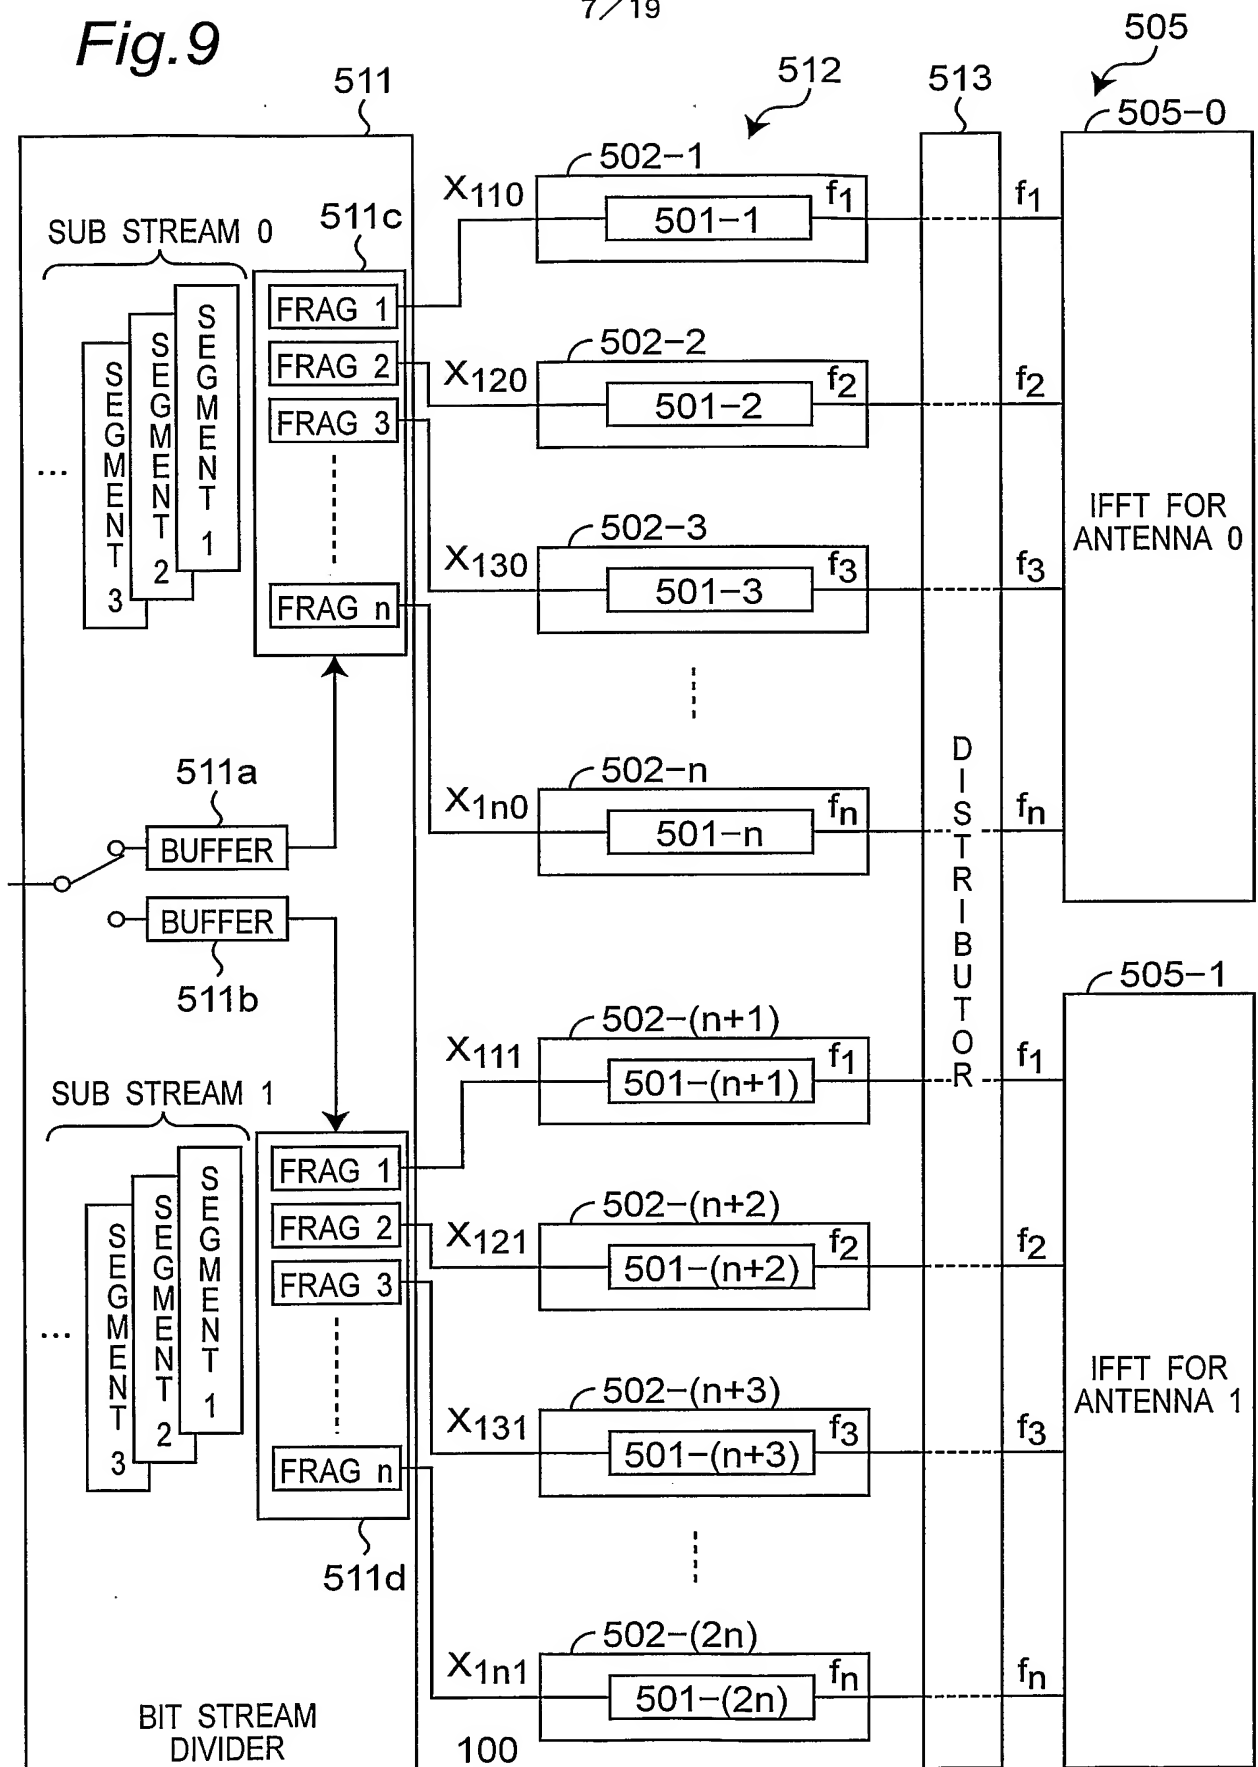 7/19
Fig.9
505
511
512
513
505-0
502-1
X110
501-1
f1
f1
511c
SUB STREAM 0
FRAG 1
SEGMENT 1
SEGMENT 2
SEGMENT 3
...
FRAG 2
502-2
X120
501-2
f2
f2
FRAG 3
502-3
X130
501-3
f3
f3
IFFT FOR
ANTENNA 0
FRAG n
502-n
X1n0
501-n
fn
fn
DISTRIBUTOR
511a
BUFFER
BUFFER
511b
505-1
502-(n+1)
X111
501-(n+1)
f1
f1
SUB STREAM 1
FRAG 1
SEGMENT 1
SEGMENT 2
SEGMENT 3
...
FRAG 2
502-(n+2)
X121
501-(n+2)
f2
f2
FRAG 3
502-(n+3)
X131
501-(n+3)
f3
f3
IFFT FOR
ANTENNA 1
FRAG n
511d
502-(2n)
X1n1
501-(2n)
fn
fn
BIT STREAM
DIVIDER
100